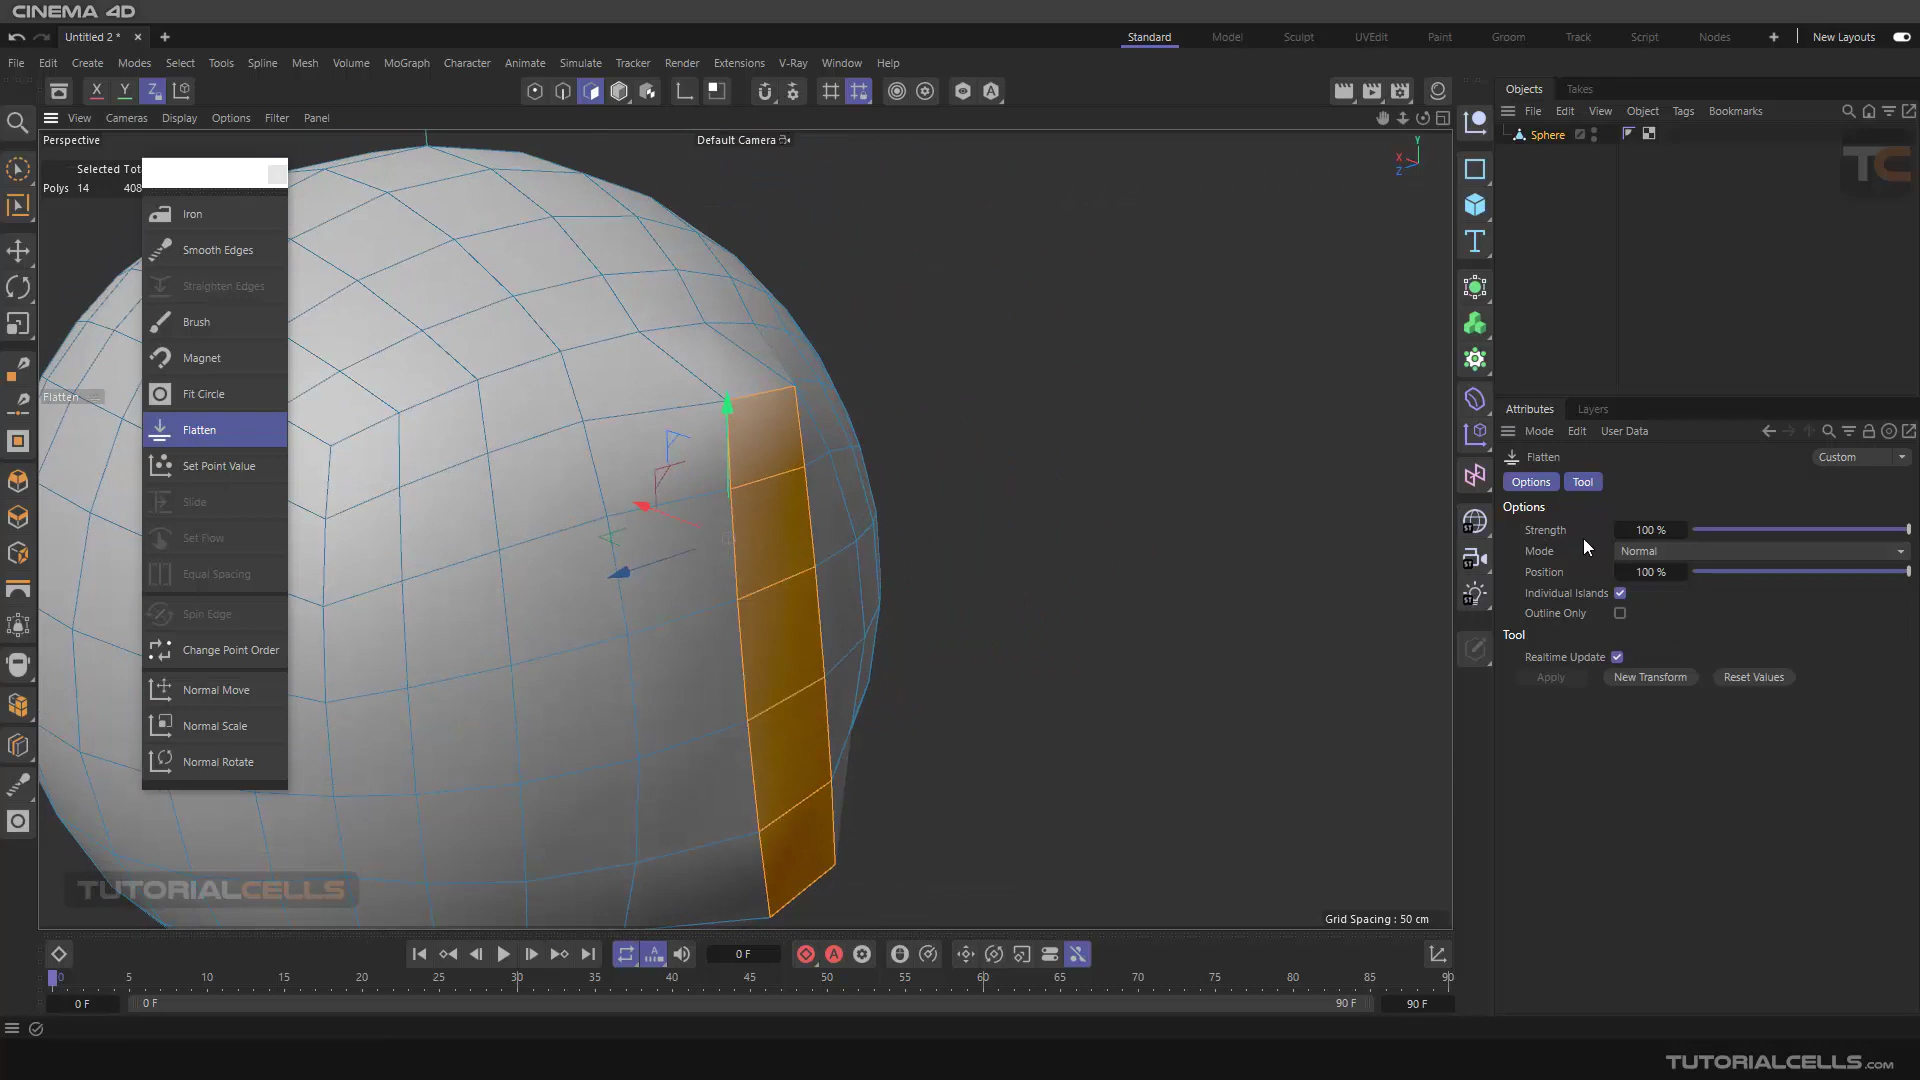 CINEMA 4D
Untitled 2 *
Standard Model Sculpt UVEdit Paint Groom Track Script Nodes New Layouts
File Edit Create Modes Select Tools Spline Mesh Volume MoGraph Character Animate Simulate Tracker Render Extensions V-Ray Window Help
X Y Z
View Cameras Display Options Filter Panel
Perspective
Default Camera
Y
X
Z
Selected Tot
Polys 14 408
Iron
Smooth Edges
Straighten Edges
Brush
Magnet
Fit Circle
Flatten
Flatten
Set Point Value
Slide
Set Flow
Equal Spacing
Spin Edge
Change Point Order
Normal Move
Normal Scale
Normal Rotate
Grid Spacing : 50 cm
TUTORIALCELLS
Objects Takes
File Edit View Object Tags Bookmarks
Sphere
TC
ST
ST
ST
Attributes Layers
Mode Edit User Data
Flatten Custom
Options Tool
Options
Strength 100 %
Mode Normal
Position 100 %
Individual Islands
Outline Only
Tool
Realtime Update
Apply New Transform Reset Values
0 F
0 5 10 15 20 25 30 35 40 45 50 55 60 65 70 75 80 85 90
0 F 0 F 90 F 90 F
TUTORIALCELLS.COM